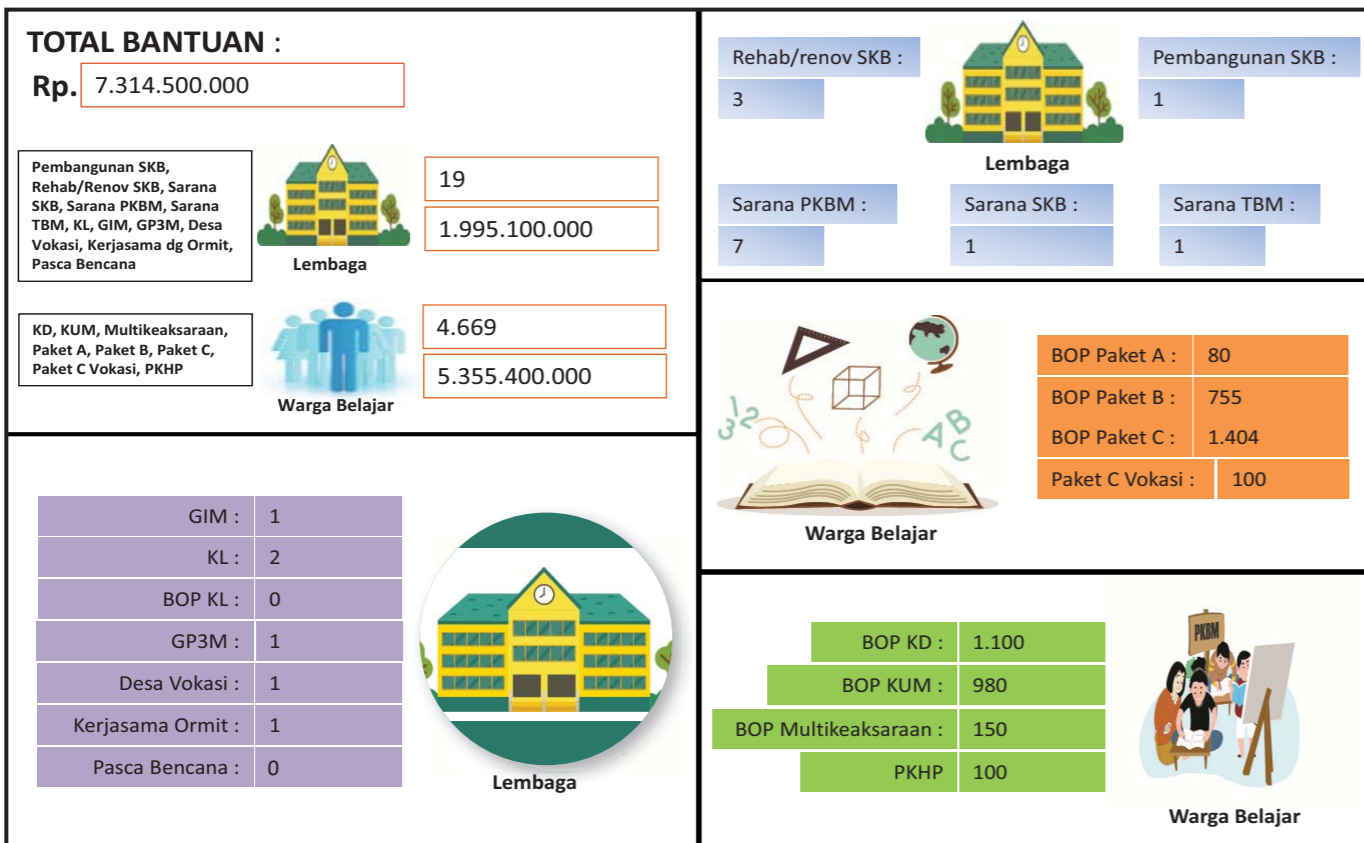 TOTAL BANTUAN :
Rp. 7.314.500.000
Pembangunan SKB,
Rehab/Renov SKB, Sarana
SKB, Sarana PKBM, Sarana
TBM, KL, GIM, GP3M, Desa
Vokasi, Kerjasama dg Ormit,
Pasca Bencana
Lembaga
19
1.995.100.000
KD, KUM, Multikeaksaraan,
Paket A, Paket B, Paket C,
Paket C Vokasi, PKHP
Warga Belajar
4.669
5.355.400.000
Rehab/renov SKB :
3
Pembangunan SKB :
1
Lembaga
Sarana PKBM :
7
Sarana SKB :
1
Sarana TBM :
1
123
A B C
Warga Belajar
BOP Paket A : 80
BOP Paket B : 755
BOP Paket C : 1.404
Paket C Vokasi : 100
GIM : 1
KL : 2
BOP KL : 0
GP3M : 1
Desa Vokasi : 1
Kerjasama Ormit : 1
Pasca Bencana : 0
Lembaga
BOP KD : 1.100
BOP KUM : 980
BOP Multikeaksaraan : 150
PKHP 100
PKBM
Warga Belajar